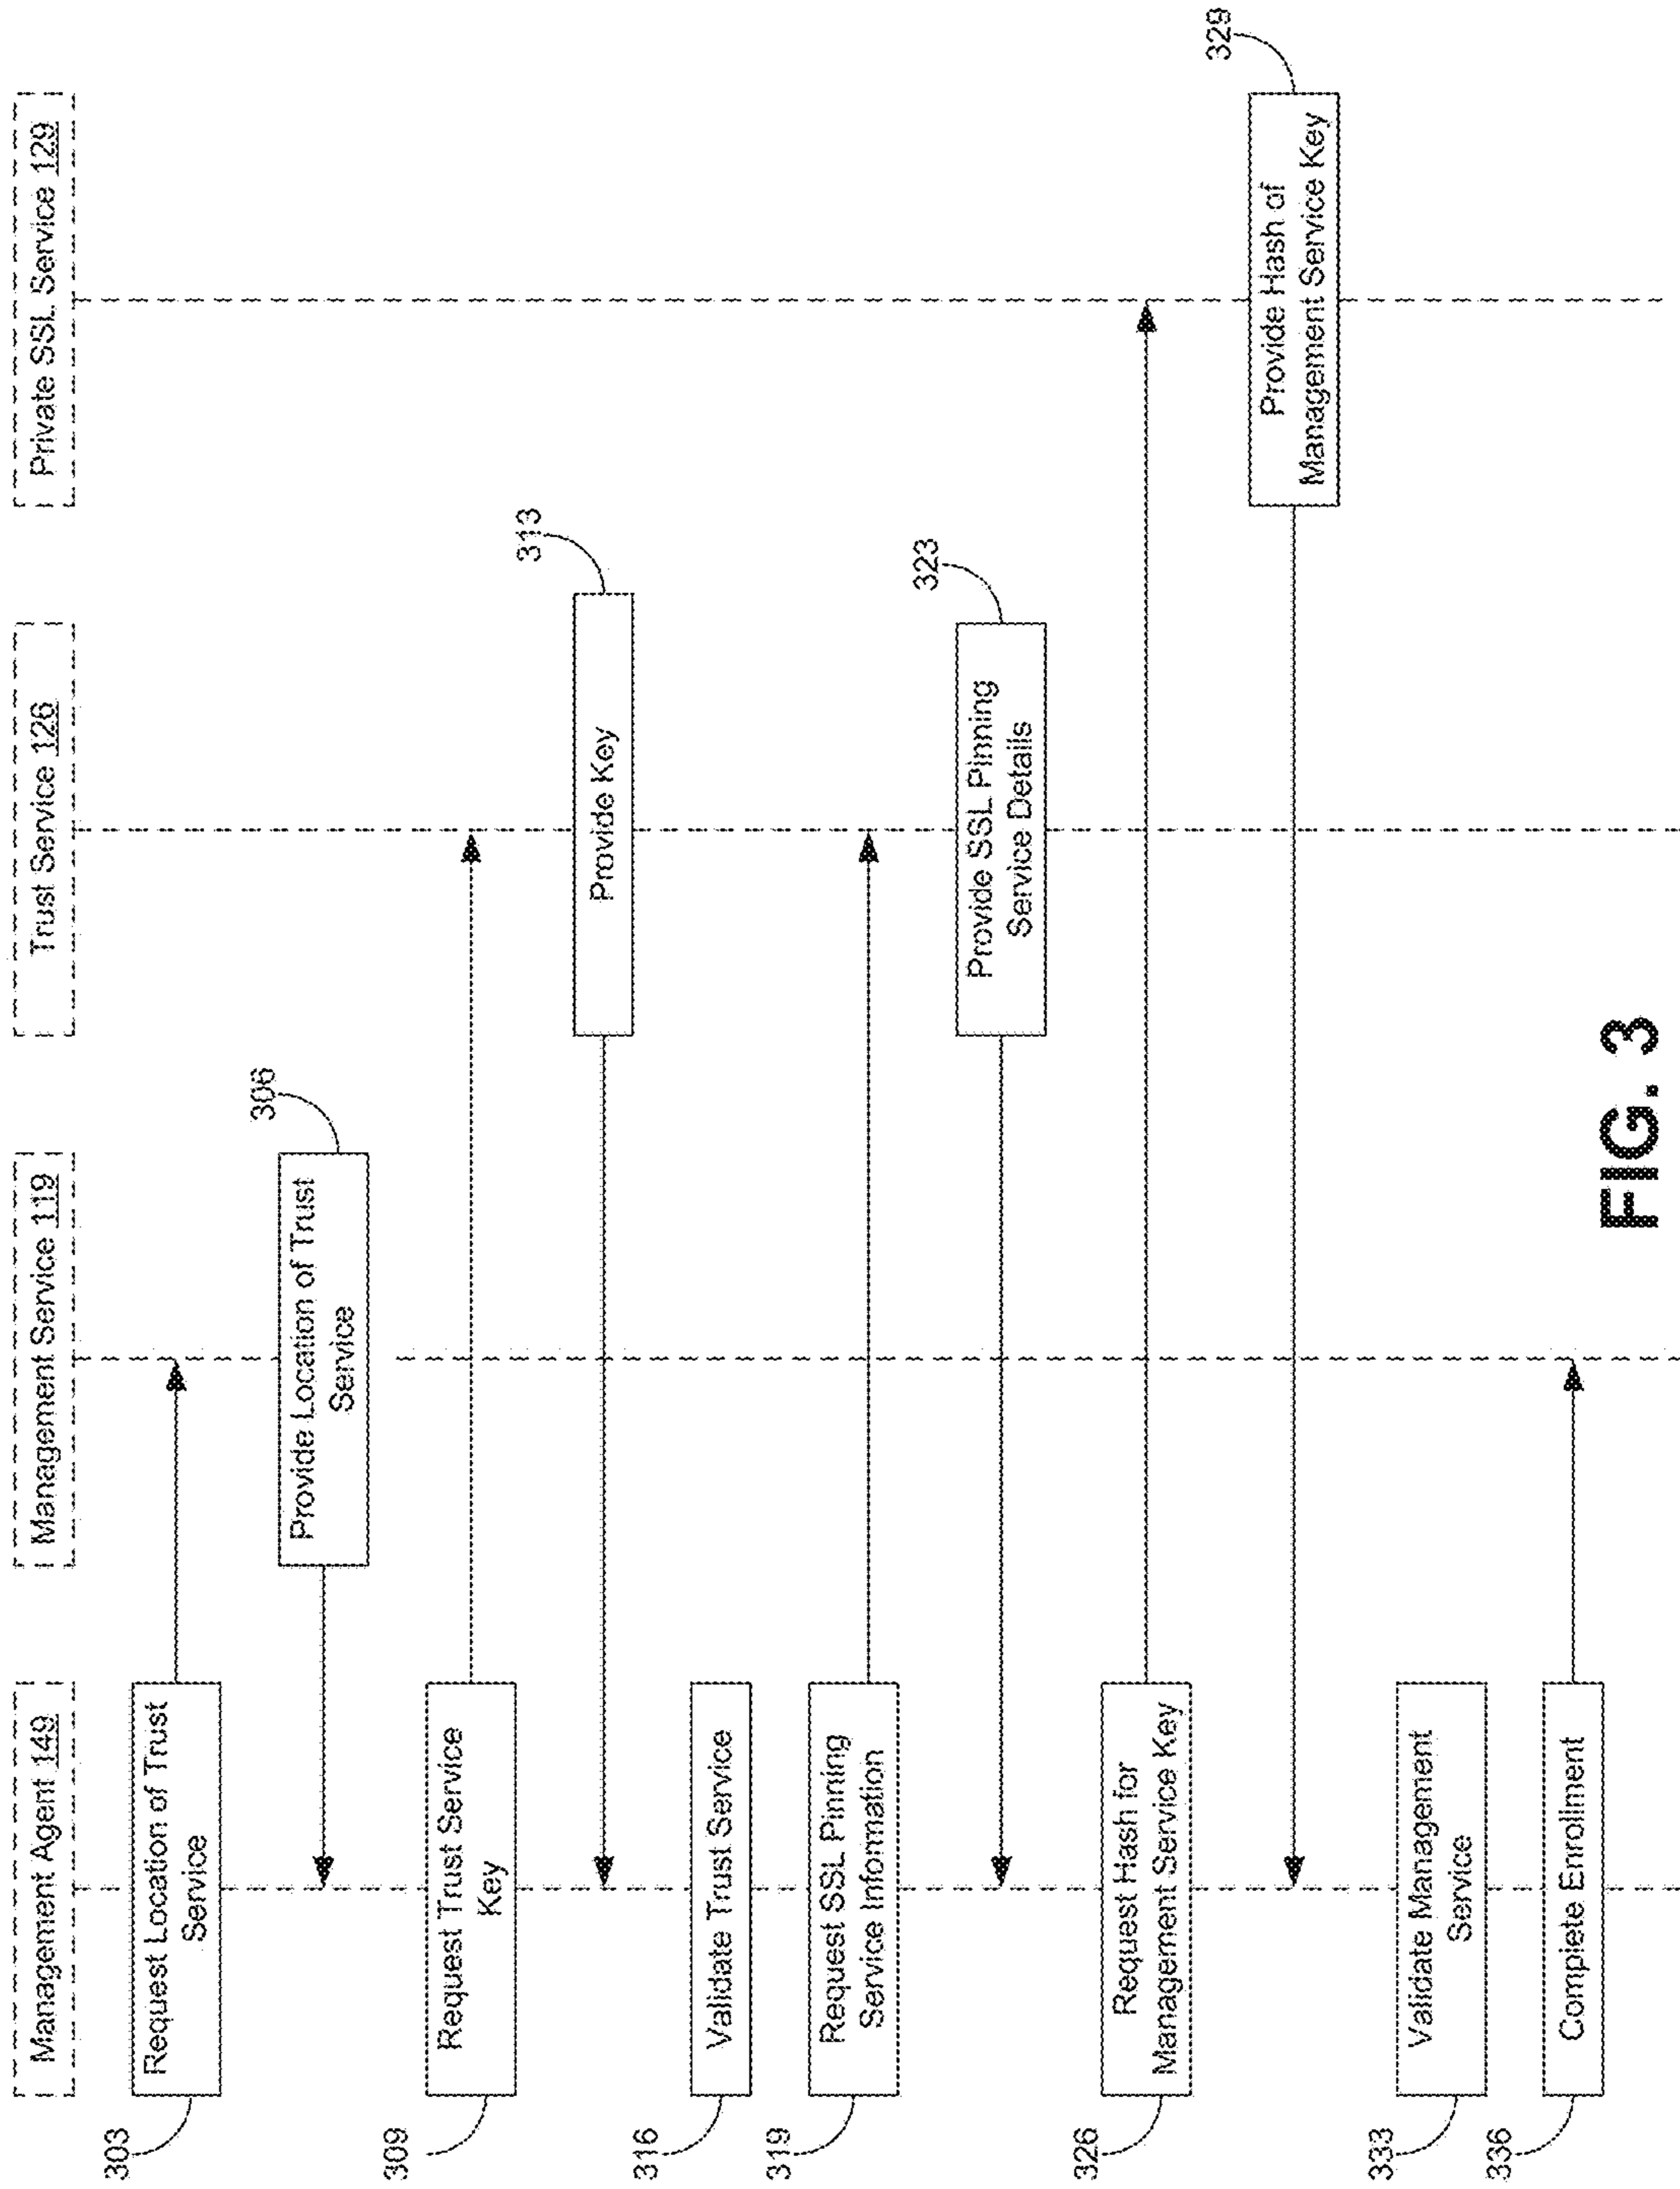 Management Agent 149
Management Service 119
Trust Service 126
Private SSL Service 129
303
Request Location of Trust
Service
Provide Location of Trust
Service
306
309
Request Trust Service
Key
Provide Key
313
316
Validate Trust Service
319
Request SSL Pinning
Service Information
Provide SSL Pinning
Service Details
323
326
Request Hash for
Management Service Key
Provide Hash of
Management Service Key
329
333
Validate Management
Service
336
Complete Enrollment
FIG. 3